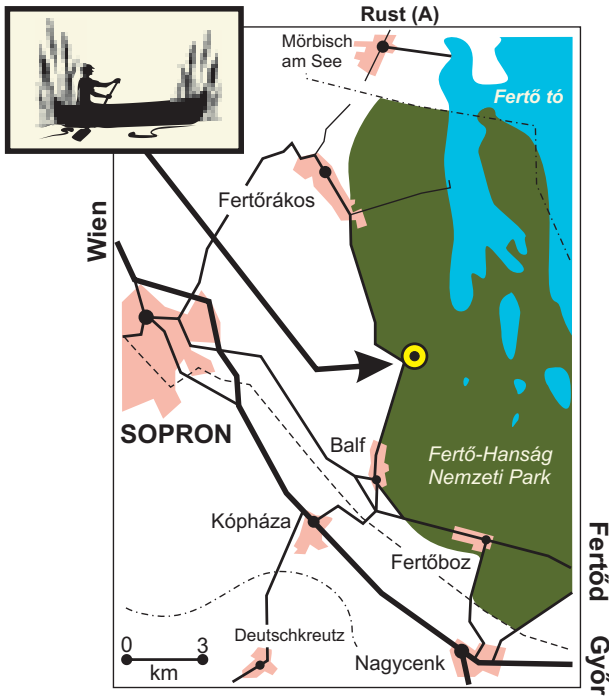 Rust (A)
Mörbisch
am See
Fertő tó
Fertőrákos
Wien
SOPRON
Balf
Fertő-Hanság
Nemzeti Park
Kópháza
Fertőboz
Fertőd
Deutschkreutz
Nagycenk
Győr
0 3
km